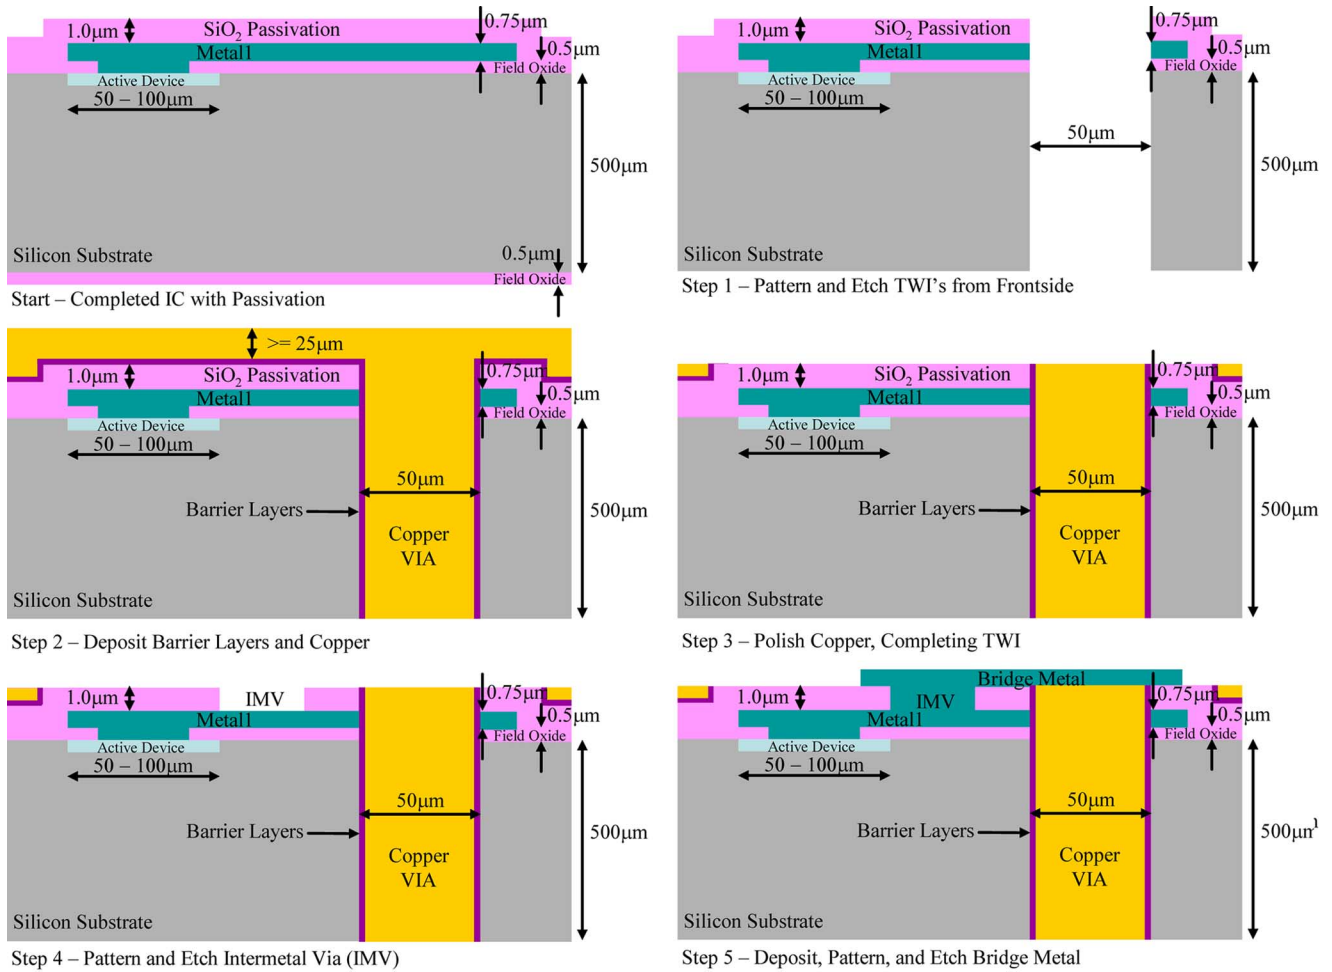 1.0μm
SiO2 Passivation
0.75μm
Metal1
0.5μm
Field Oxide
Active Device
50 – 100μm
500μm
Silicon Substrate
0.5μm
Field Oxide
Start – Completed IC with Passivation
1.0μm
SiO2 Passivation
0.75μm
Metal1
0.5μm
Field Oxide
Active Device
50 – 100μm
50μm
500μm
Silicon Substrate
Step 1 – Pattern and Etch TWI's from Frontside
>= 25μm
1.0μm
SiO2 Passivation
0.75μm
Metal1
0.5μm
Field Oxide
Active Device
50 – 100μm
50μm
Barrier Layers
500μm
Copper
VIA
Silicon Substrate
Step 2 – Deposit Barrier Layers and Copper
1.0μm
SiO2 Passivation
0.75μm
Metal1
0.5μm
Field Oxide
Active Device
50 – 100μm
50μm
Barrier Layers
500μm
Copper
VIA
Silicon Substrate
Step 3 – Polish Copper, Completing TWI
1.0μm
IMV
0.75μm
Metal1
0.5μm
Field Oxide
Active Device
50 – 100μm
50μm
Barrier Layers
500μm
Copper
VIA
Silicon Substrate
Step 4 – Pattern and Etch Intermetal Via (IMV)
Bridge Metal
1.0μm
IMV
0.75μm
Metal1
0.5μm
Field Oxide
Active Device
50 – 100μm
50μm
Barrier Layers
500μm
Copper
VIA
Silicon Substrate
Step 5 – Deposit, Pattern, and Etch Bridge Metal